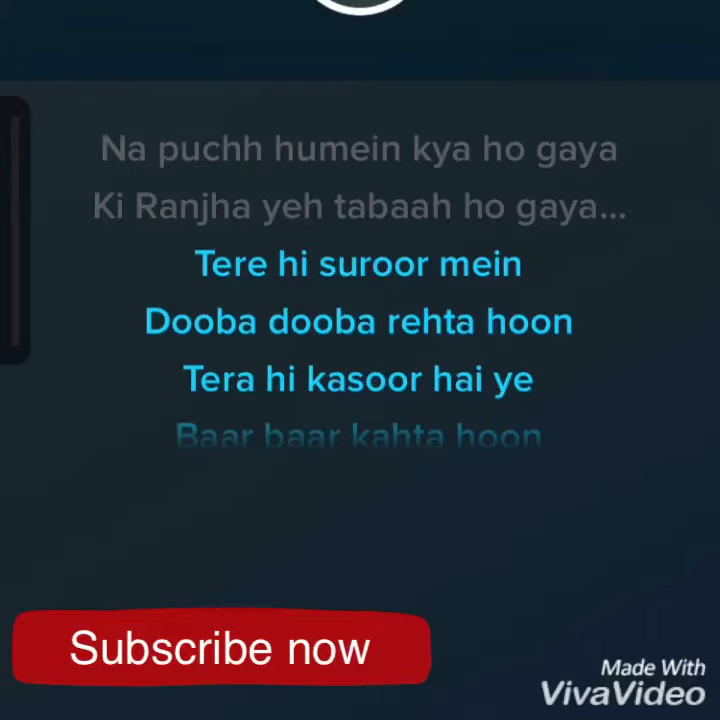 Na puchh humein kya ho gaya
Ki Ranjha yeh tabaah ho gaya...
Tere hi suroor mein
Dooba dooba rehta hoon
Tera hi kasoor hai ye
Baar baar kahta hoon
Subscribe now
Made With
VivaVideo